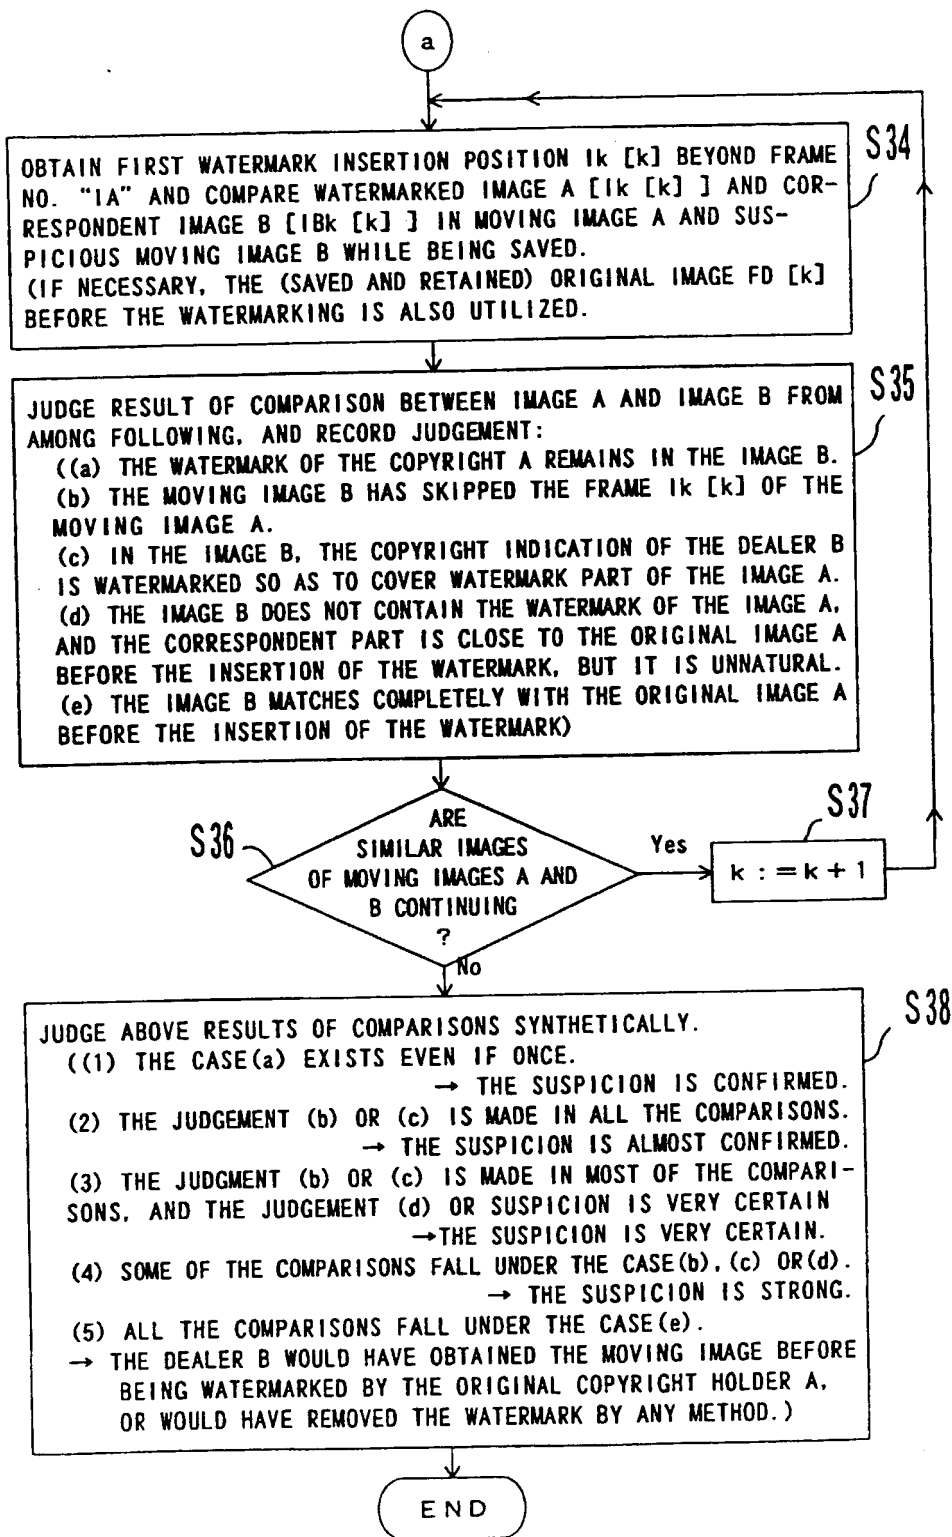 a
OBTAIN FIRST WATERMARK INSERTION POSITION Ik [k] BEYOND FRAME
NO. "IA" AND COMPARE WATERMARKED IMAGE A [Ik [k] ] AND COR-
RESPONDENT IMAGE B [IBk [k] ] IN MOVING IMAGE A AND SUS-
PICIOUS MOVING IMAGE B WHILE BEING SAVED.
(IF NECESSARY, THE (SAVED AND RETAINED) ORIGINAL IMAGE FD [k]
BEFORE THE WATERMARKING IS ALSO UTILIZED.
S34
JUDGE RESULT OF COMPARISON BETWEEN IMAGE A AND IMAGE B FROM
AMONG FOLLOWING, AND RECORD JUDGEMENT:
((a) THE WATERMARK OF THE COPYRIGHT A REMAINS IN THE IMAGE B.
(b) THE MOVING IMAGE B HAS SKIPPED THE FRAME Ik [k] OF THE
MOVING IMAGE A.
(c) IN THE IMAGE B, THE COPYRIGHT INDICATION OF THE DEALER B
IS WATERMARKED SO AS TO COVER WATERMARK PART OF THE IMAGE A.
(d) THE IMAGE B DOES NOT CONTAIN THE WATERMARK OF THE IMAGE A,
AND THE CORRESPONDENT PART IS CLOSE TO THE ORIGINAL IMAGE A
BEFORE THE INSERTION OF THE WATERMARK, BUT IT IS UNNATURAL.
(e) THE IMAGE B MATCHES COMPLETELY WITH THE ORIGINAL IMAGE A
BEFORE THE INSERTION OF THE WATERMARK)
S35
S36
ARE
SIMILAR IMAGES
OF MOVING IMAGES A AND
B CONTINUING
?
Yes
S37
k := k + 1
No
JUDGE ABOVE RESULTS OF COMPARISONS SYNTHETICALLY.
((1) THE CASE(a) EXISTS EVEN IF ONCE.
→ THE SUSPICION IS CONFIRMED.
(2) THE JUDGEMENT (b) OR (c) IS MADE IN ALL THE COMPARISONS.
→ THE SUSPICION IS ALMOST CONFIRMED.
(3) THE JUDGMENT (b) OR (c) IS MADE IN MOST OF THE COMPARI-
SONS, AND THE JUDGEMENT (d) OR SUSPICION IS VERY CERTAIN
→THE SUSPICION IS VERY CERTAIN.
(4) SOME OF THE COMPARISONS FALL UNDER THE CASE(b), (c) OR(d).
→ THE SUSPICION IS STRONG.
(5) ALL THE COMPARISONS FALL UNDER THE CASE(e).
→ THE DEALER B WOULD HAVE OBTAINED THE MOVING IMAGE BEFORE
BEING WATERMARKED BY THE ORIGINAL COPYRIGHT HOLDER A,
OR WOULD HAVE REMOVED THE WATERMARK BY ANY METHOD.)
S38
END